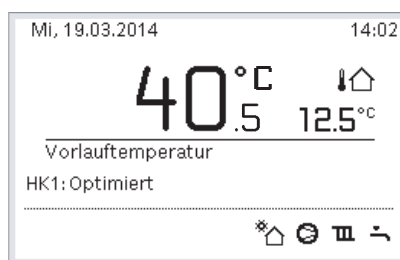 Mi, 19.03.2014 14:02
40.5 °C 12.5°C
Vorlauftemperatur
HK1: Optimiert